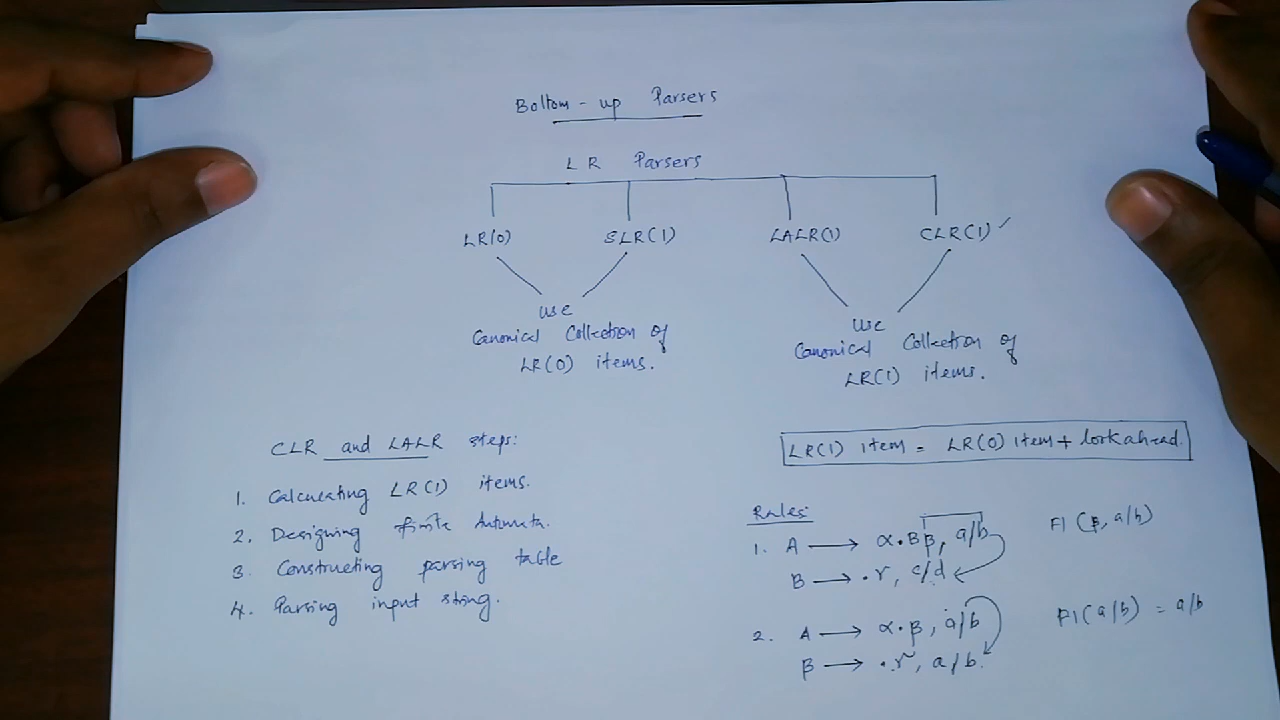 Bottom-up Parsers
LR Parsers
LR(0) SLR(1) LALR(1) CLR(1) ✓
use
Canonical Collection of
LR(0) items.
use
Canonical Collection of
LR(1) items.
CLR and LALR steps:
1. Calculating LR(1) items.
2. Designing finite Automata.
3. Constructing parsing table
4. Parsing input string.
LR(1) item = LR(0) item + lookahead.
Rules:
1. A → α.Bβ, a/b FI(β, a/b)
B → .r, c/d
2. A → α.β, a/b FI(a/b) = a/b
β → .r, a/b.